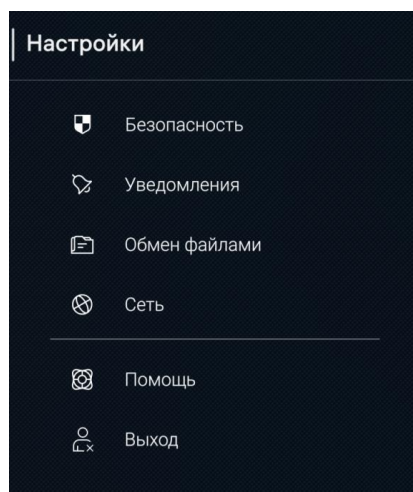 Настройки
Безопасность
Уведомления
Обмен файлами
Сеть
Помощь
Выход